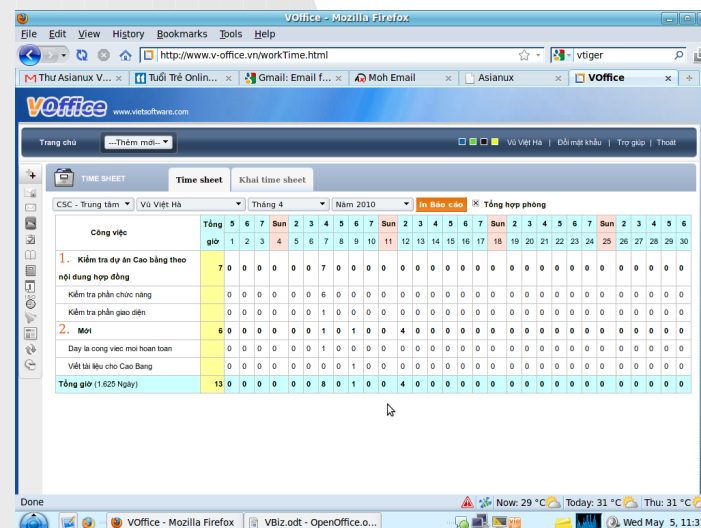 VOffice - Mozilla Firefox
File Edit View History Bookmarks Tools Help
http://www.v-office.vn/workTime.html vtiger
Thư Asianux V... Tuổi Trẻ Onlin... Gmail: Email f... Moh Email Asianux VOffice
VOffice www.vietsoftware.com
Trang chủ ---Thêm mới-- Vũ Việt Hà | Đổi mật khẩu | Trợ giúp | Thoát
TIME SHEET Time sheet Khai time sheet
CSC - Trung tâm Vũ Việt Hà Tháng 4 Năm 2010 In Báo cáo Tổng hợp phòng
Công việc Tổng giờ 5 6 7 Sun 2 3 4 5 6 7 Sun 2 3 4 5 6 7 Sun 2 3 4 5 6 7 Sun 2 3 4 5 6
1 2 3 4 5 6 7 8 9 10 11 12 13 14 15 16 17 18 19 20 21 22 23 24 25 26 27 28 29 30
1. Kiểm tra dự án Cao bằng theo nội dung hợp đồng 7 0 0 0 0 0 0 7 0 0 0 0 0 0 0 0 0 0 0 0 0 0 0 0 0 0 0 0 0 0 0
Kiểm tra phần chức năng 0 0 0 0 0 0 6 0 0 0 0 0 0 0 0 0 0 0 0 0 0 0 0 0 0 0 0 0 0 0
Kiểm tra phần giao diện 0 0 0 0 0 0 1 0 0 0 0 0 0 0 0 0 0 0 0 0 0 0 0 0 0 0 0 0 0 0
2. Mới 6 0 0 0 0 0 0 1 0 1 0 0 4 0 0 0 0 0 0 0 0 0 0 0 0 0 0 0 0 0 0
Day la cong viec moi hoan toan 0 0 0 0 0 0 1 0 0 0 0 0 0 0 0 0 0 0 0 0 0 0 0 0 0 0 0 0 0 0
Viết tài liệu cho Cao Bang 0 0 0 0 0 0 0 0 1 0 0 0 0 0 0 0 0 0 0 0 0 0 0 0 0 0 0 0 0 0
Tổng giờ (1.625 Ngày) 13 0 0 0 0 0 0 8 0 1 0 0 4 0 0 0 0 0 0 0 0 0 0 0 0 0 0 0 0 0 0
Done Now: 29 °C Today: 31 °C Thu: 31 °C
VOffice - Mozilla Firefox VBiz.odt - OpenOffice.o... Wed May 5, 11:3